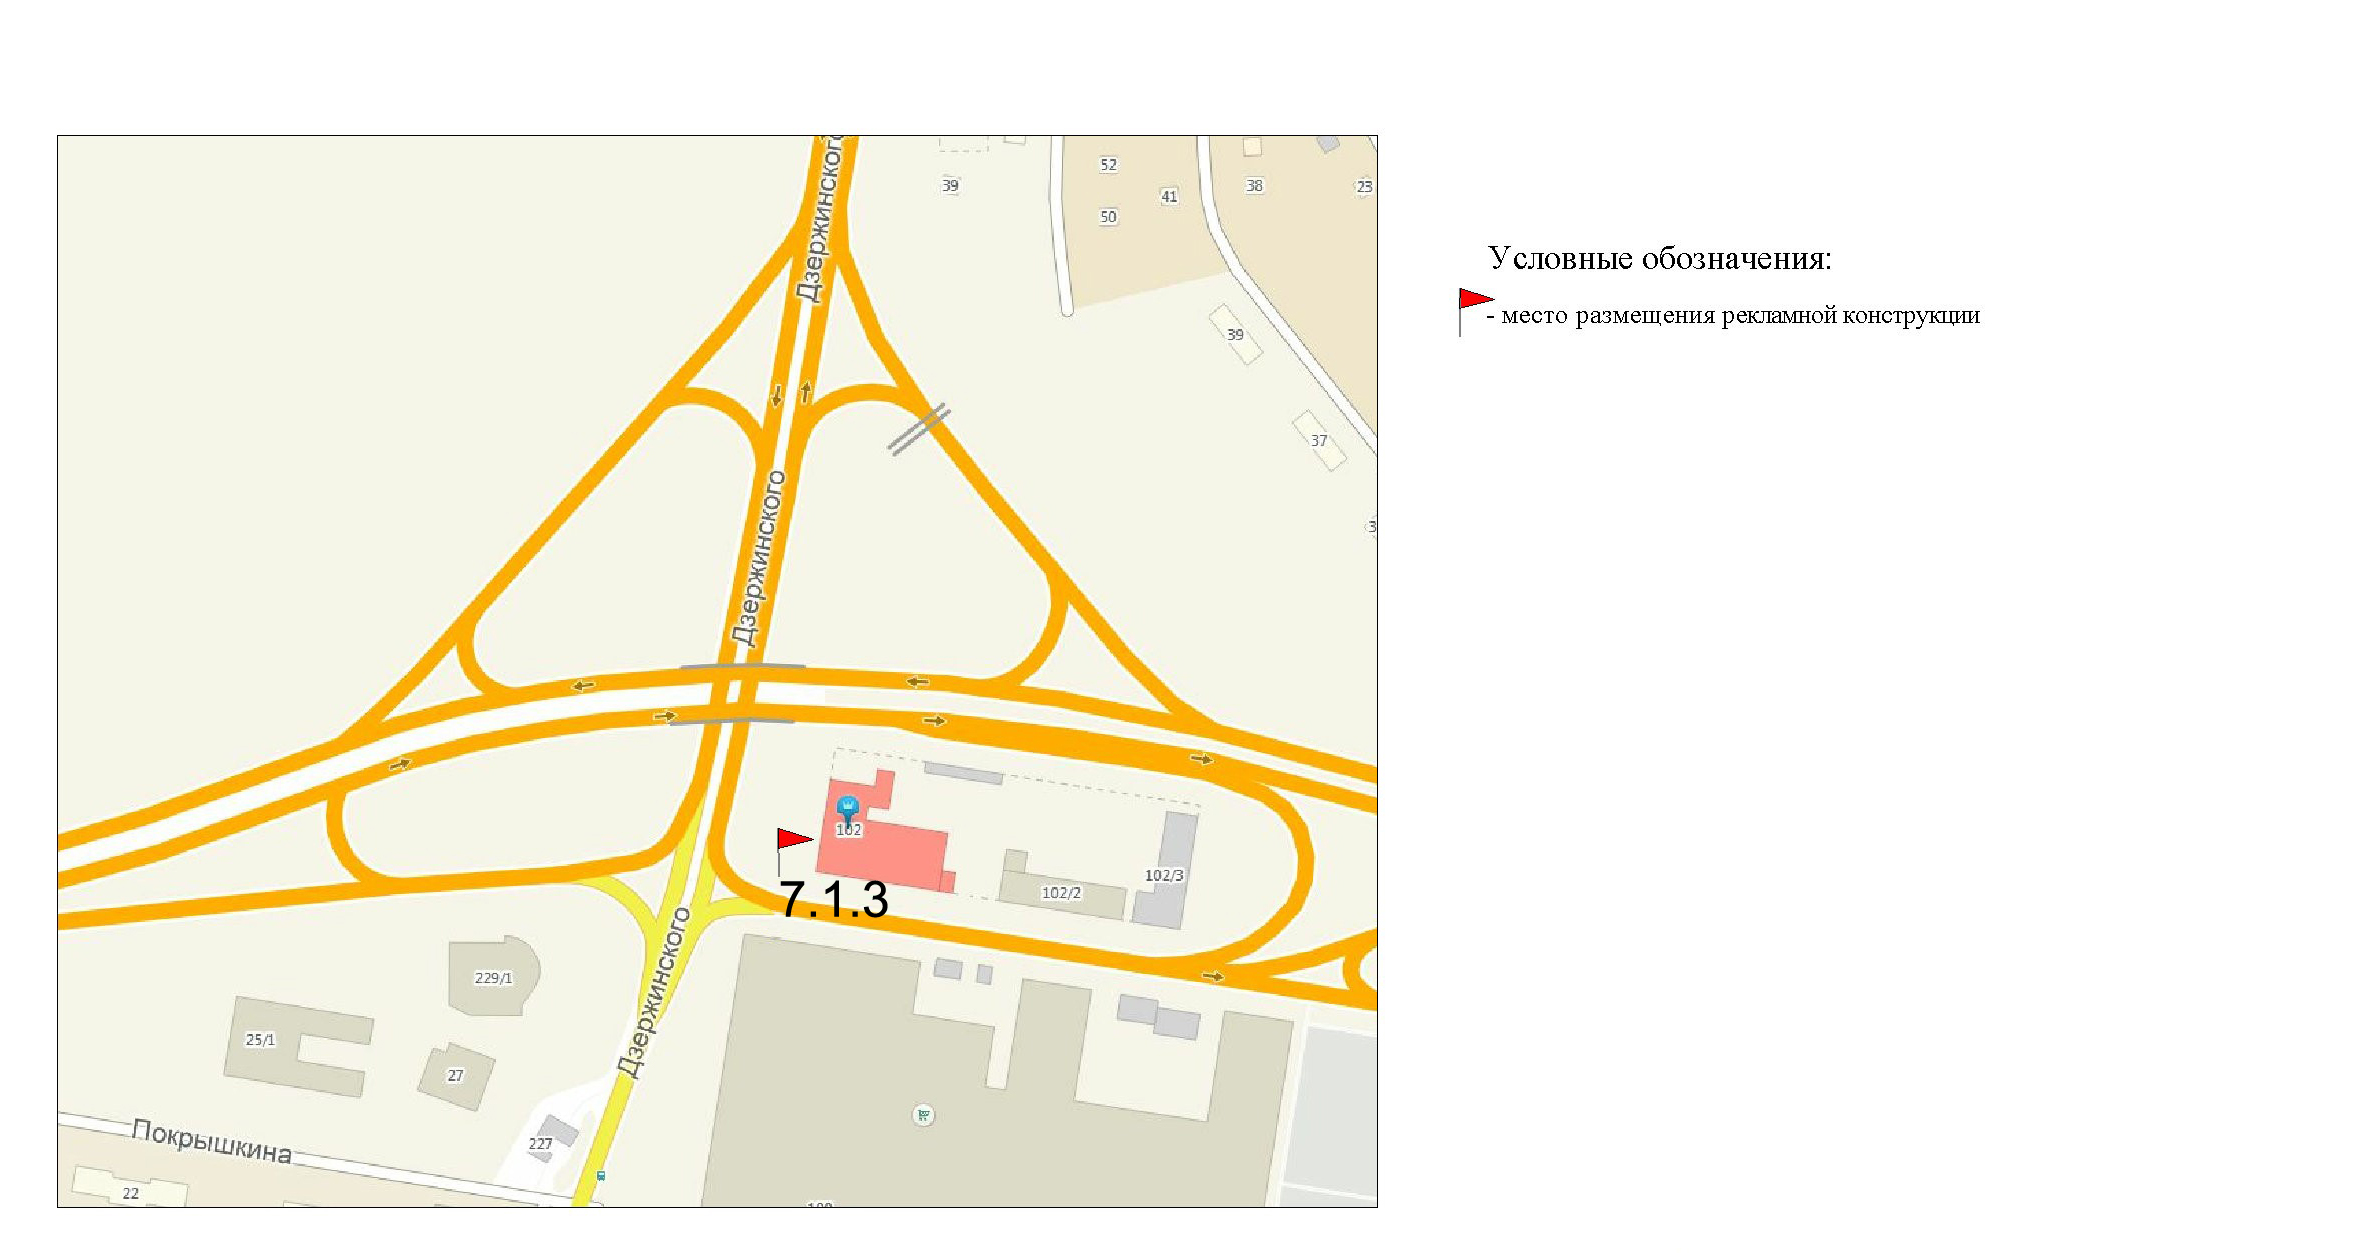 Дзержинского
39
52
41
50
38
23
Условные обозначения:
- место размещения рекламной конструкции
39
37
Дзержинского
102
7.1.3
102/2
102/3
Дзержинского
229/1
25/1
27
227
Покрышкина
22